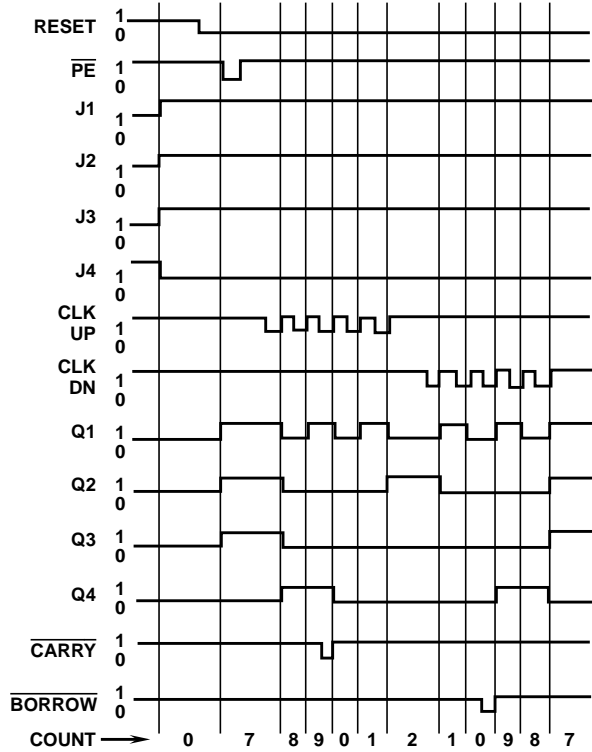 RESET 1 0
PE 1 0
J1 1 0
J2 1 0
J3 1 0
J4 1 0
CLK UP 1 0
CLK DN 1 0
Q1 1 0
Q2 1 0
Q3 1 0
Q4 1 0
CARRY 1 0
BORROW 1 0
COUNT 0 7 8 9 0 1 2 1 0 9 8 7